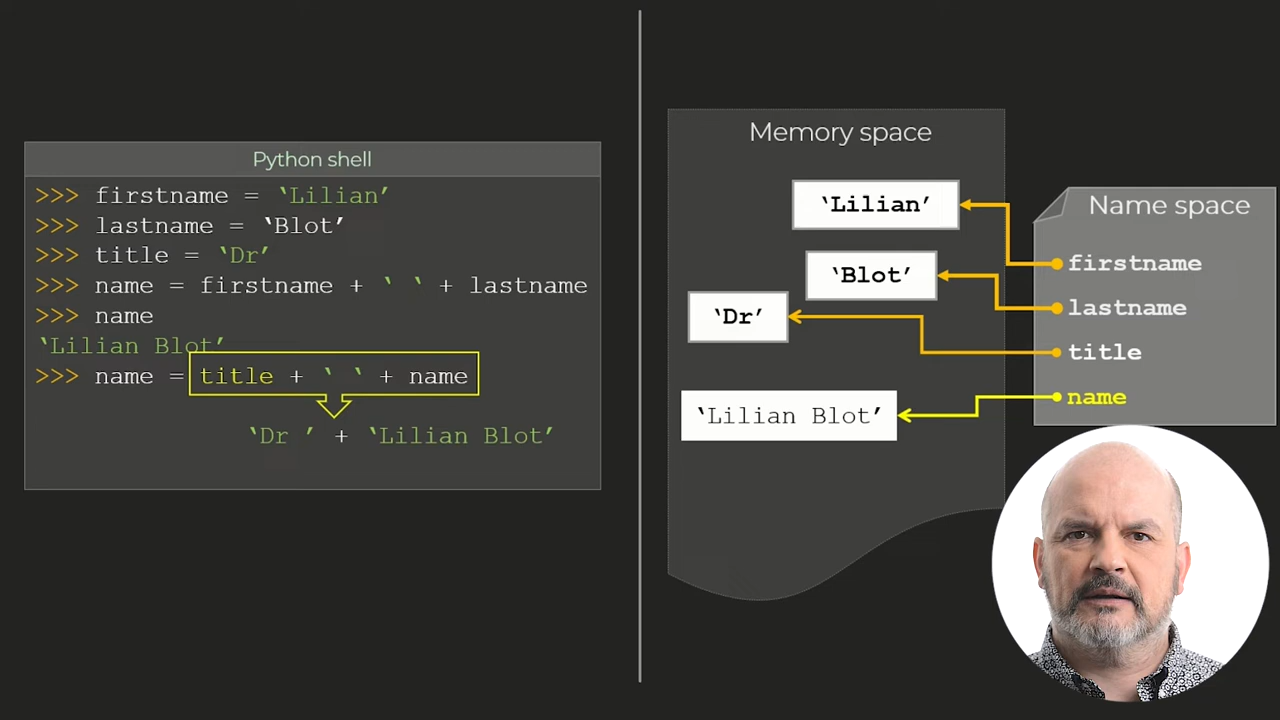 Python shell
>>> firstname = ‘Lilian’
>>> lastname = ‘Blot’
>>> title = ‘Dr’
>>> name = firstname + ‘ ‘ + lastname
>>> name
‘Lilian Blot’
>>> name = title + ‘ ‘ + name
‘Dr ’ + ‘Lilian Blot’
Memory space
‘Lilian’
‘Blot’
‘Dr’
‘Lilian Blot’
Name space
firstname
lastname
title
name